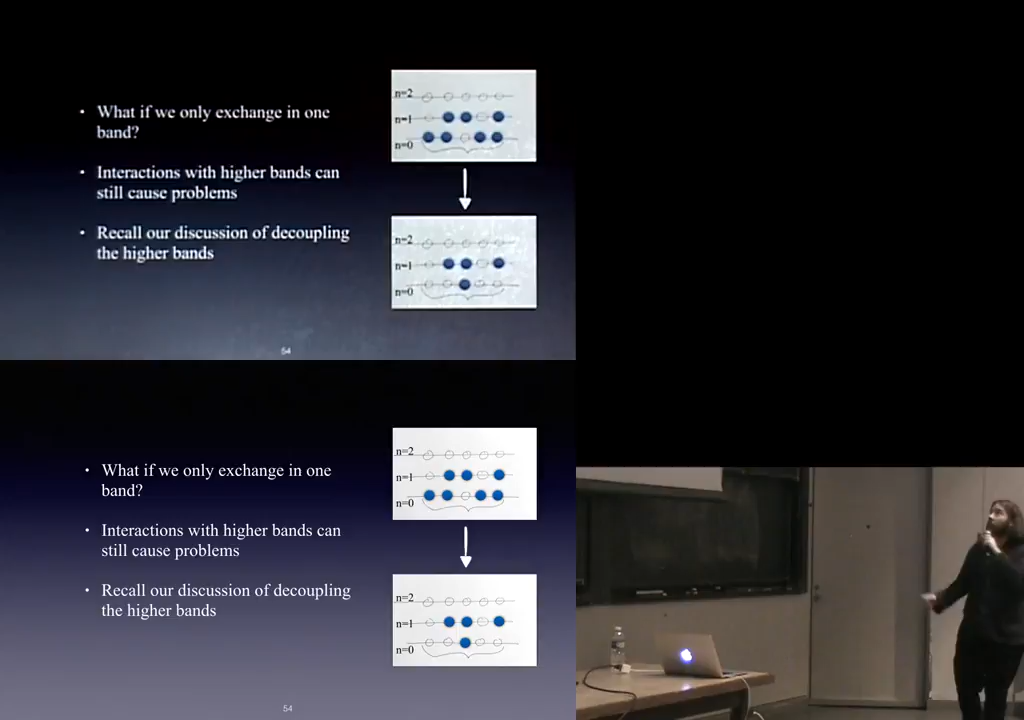 • What if we only exchange in one
band?
• Interactions with higher bands can
still cause problems
• Recall our discussion of decoupling
the higher bands
n=2
n=1
n=0
n=2
n=1
n=0
54
• What if we only exchange in one
band?
• Interactions with higher bands can
still cause problems
• Recall our discussion of decoupling
the higher bands
n=2
n=1
n=0
n=2
n=1
n=0
54